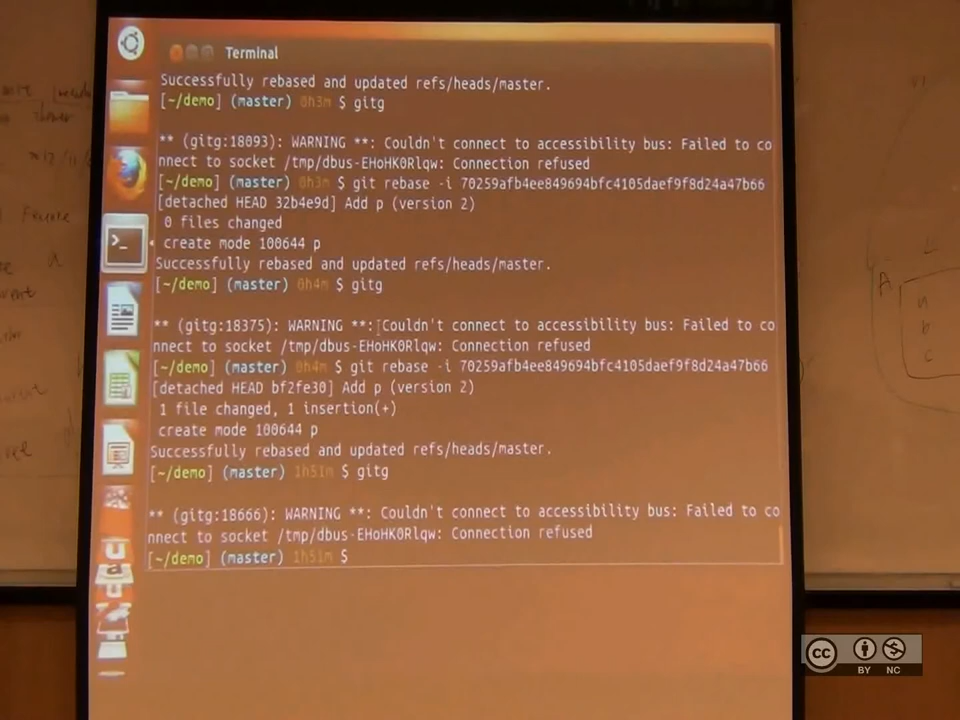 Terminal
Successfully rebased and updated refs/heads/master.
[~/demo] (master) 0h3m $ gitg
** (gitg:18093): WARNING **: Couldn't connect to accessibility bus: Failed to co
nnect to socket /tmp/dbus-EHoHK0Rlqw: Connection refused
[~/demo] (master) 0h3m $ git rebase -i 70259afb4ee849694bfc4105daef9f8d24a47b66
[detached HEAD 32b4e9d] Add p (version 2)
0 files changed
create mode 100644 p
Successfully rebased and updated refs/heads/master.
[~/demo] (master) 0h4m $ gitg
** (gitg:18375): WARNING **: Couldn't connect to accessibility bus: Failed to co
nnect to socket /tmp/dbus-EHoHK0Rlqw: Connection refused
[~/demo] (master) 0h4m $ git rebase -i 70259afb4ee849694bfc4105daef9f8d24a47b66
[detached HEAD bf2fe30] Add p (version 2)
1 file changed, 1 insertion(+)
create mode 100644 p
Successfully rebased and updated refs/heads/master.
[~/demo] (master) 1h51m $ gitg
** (gitg:18666): WARNING **: Couldn't connect to accessibility bus: Failed to co
nnect to socket /tmp/dbus-EHoHK0Rlqw: Connection refused
[~/demo] (master) 1h51m $
A
a
b
c
cc
BY NC